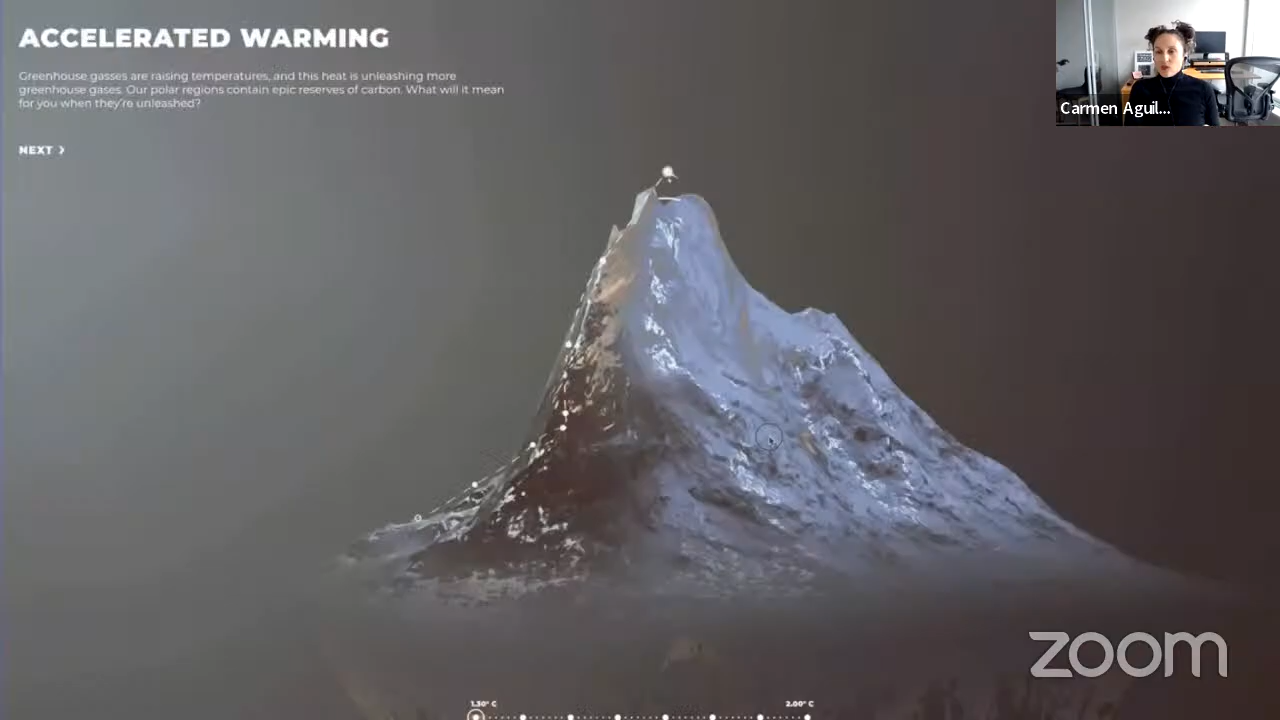 ACCELERATED WARMING
Greenhouse gasses are raising temperatures, and this heat is unleashing more
greenhouse gases. Our polar regions contain epic reserves of carbon. What will it mean
for you when they're unleashed?
NEXT >
Carmen Aguil...
zoom
1.30° C
2.00° C